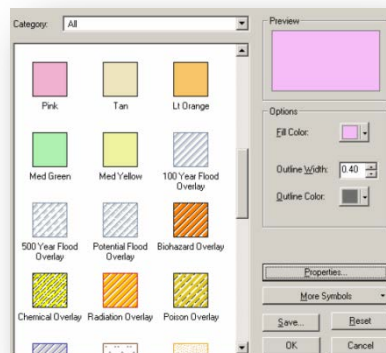 Category: All
Pink Tan Lt Orange
Med Green Med Yellow 100 Year Flood
Overlay
500 Year Flood Potential Flood Biohazard Overlay
Overlay Overlay
Chemical Overlay Radiation Overlay Poison Overlay
Preview
Options
Fill Color:
Outline Width: 0.40
Outline Color:
Properties...
More Symbols
Save... Reset
OK Cancel